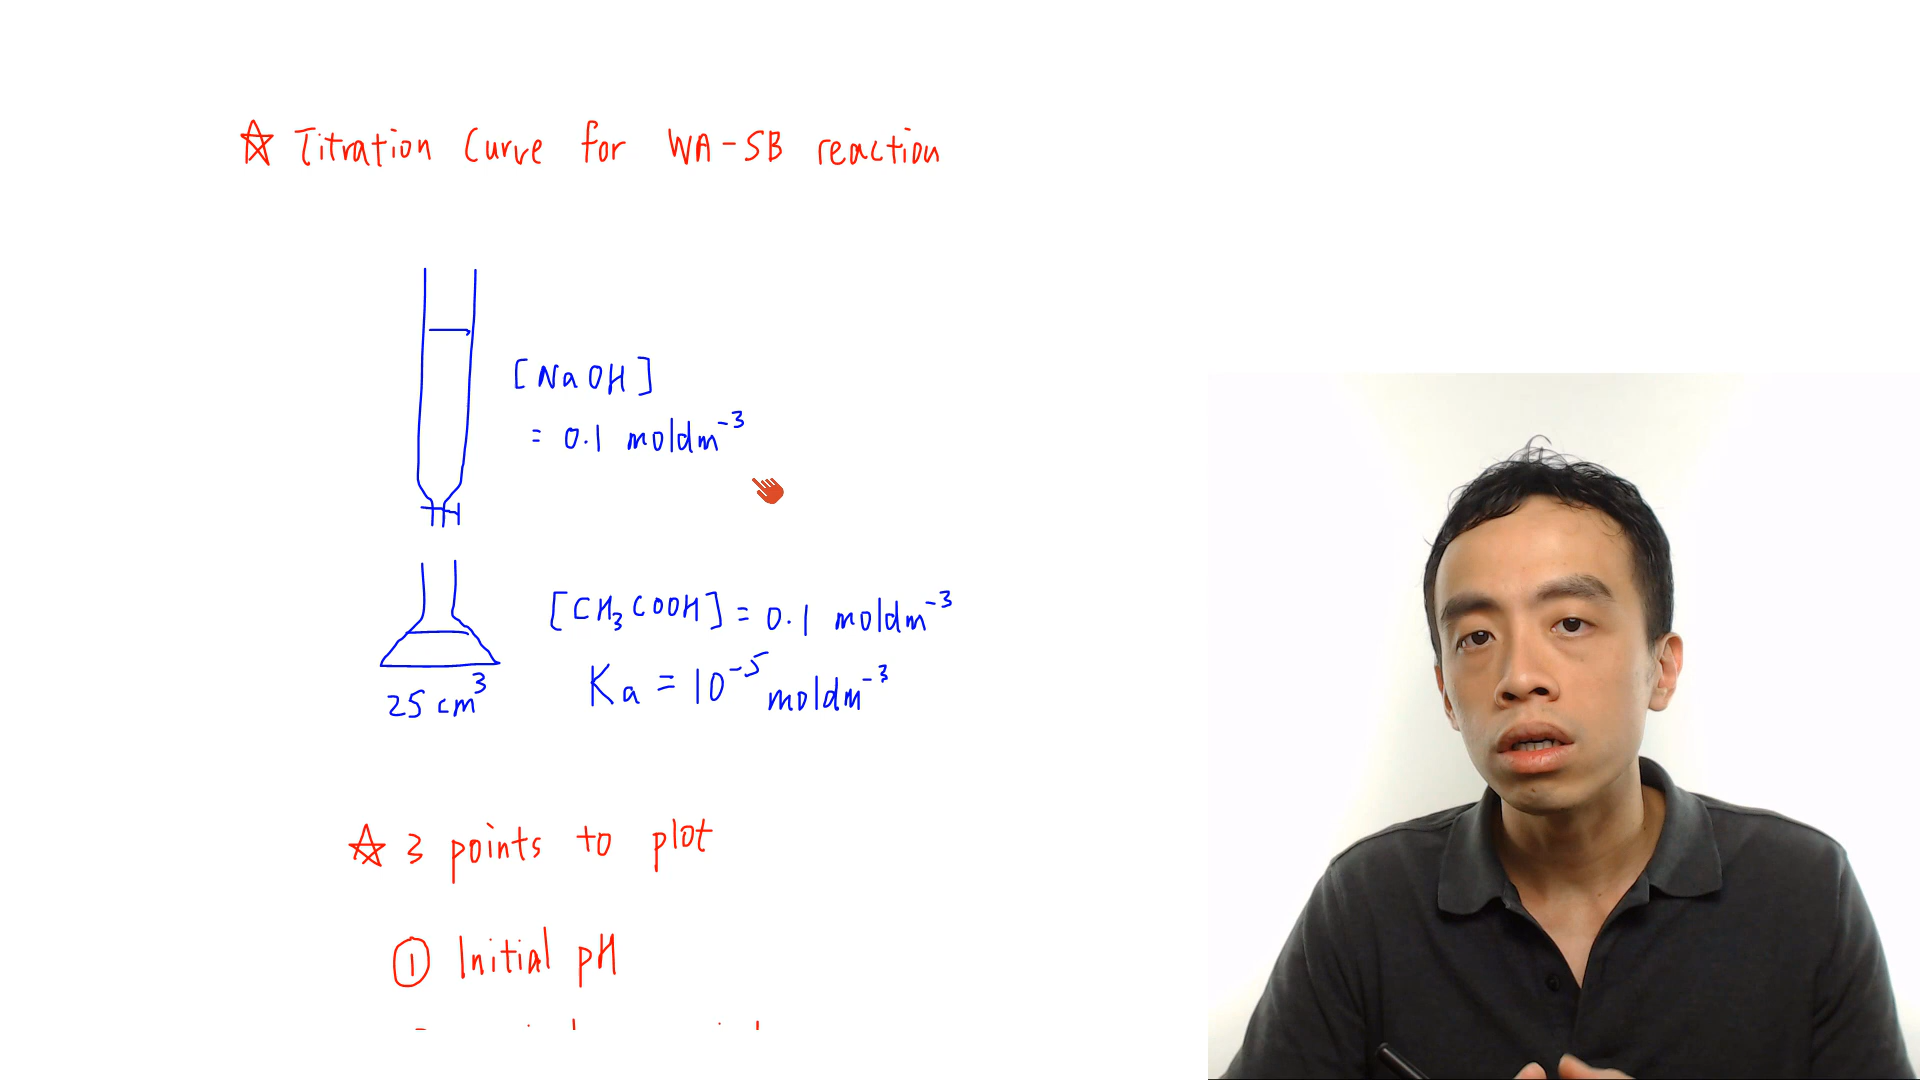 ☆ Titration Curve for WA-SB reaction
[NaOH]
= 0.1 moldm⁻³
[CH₃COOH] = 0.1 moldm⁻³
Ka = 10⁻⁵ moldm⁻³
25 cm³
☆ 3 points to plot
① Initial pH